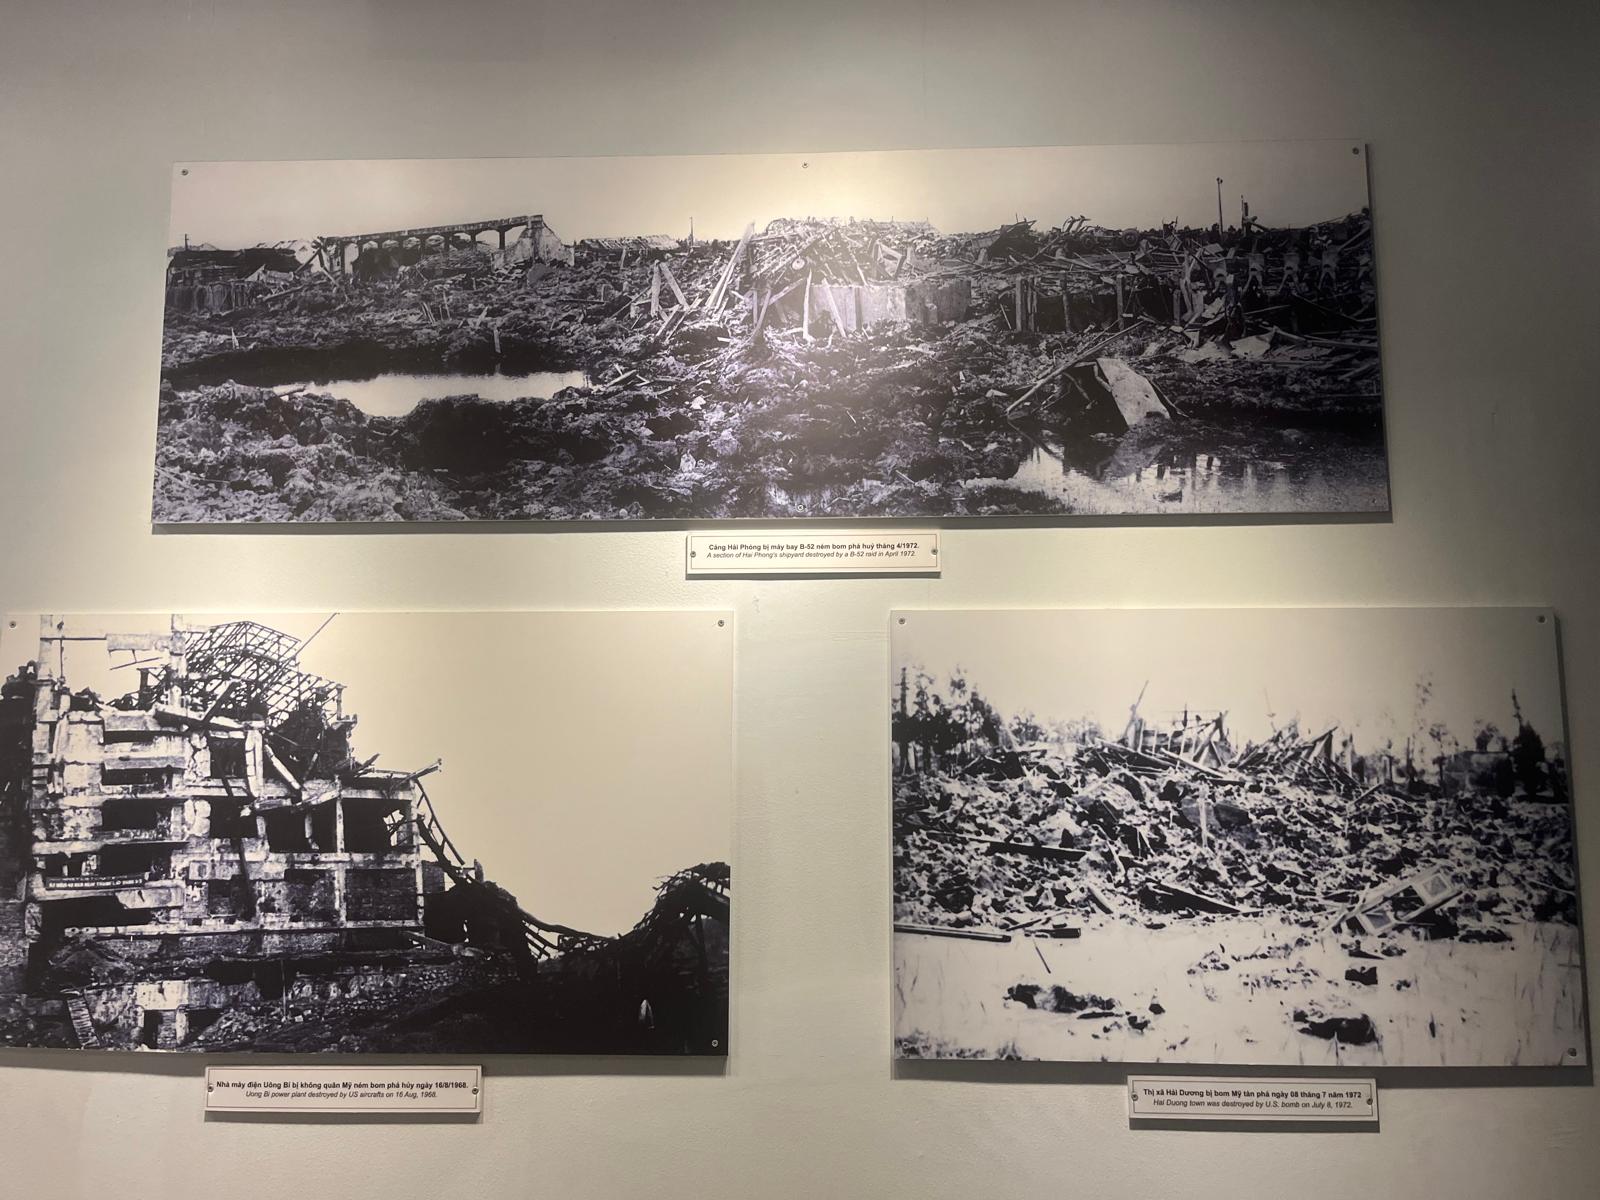 Cảng Hải Phòng bị máy bay B-52 ném bom phá huỷ tháng 4/1972.
A section of Hai Phong's shipyard destroyed by a B-52 raid in April 1972.
Nhà máy điện Uông Bí bị không quân Mỹ ném bom phá hủy ngày 16/8/1968.
Uong Bi power plant destroyed by US aircrafts on 16 Aug, 1968.
Thị xã Hải Dương bị bom Mỹ tàn phá ngày 08 tháng 7 năm 1972
Hai Duong town was destroyed by U.S. bomb on July 8, 1972.